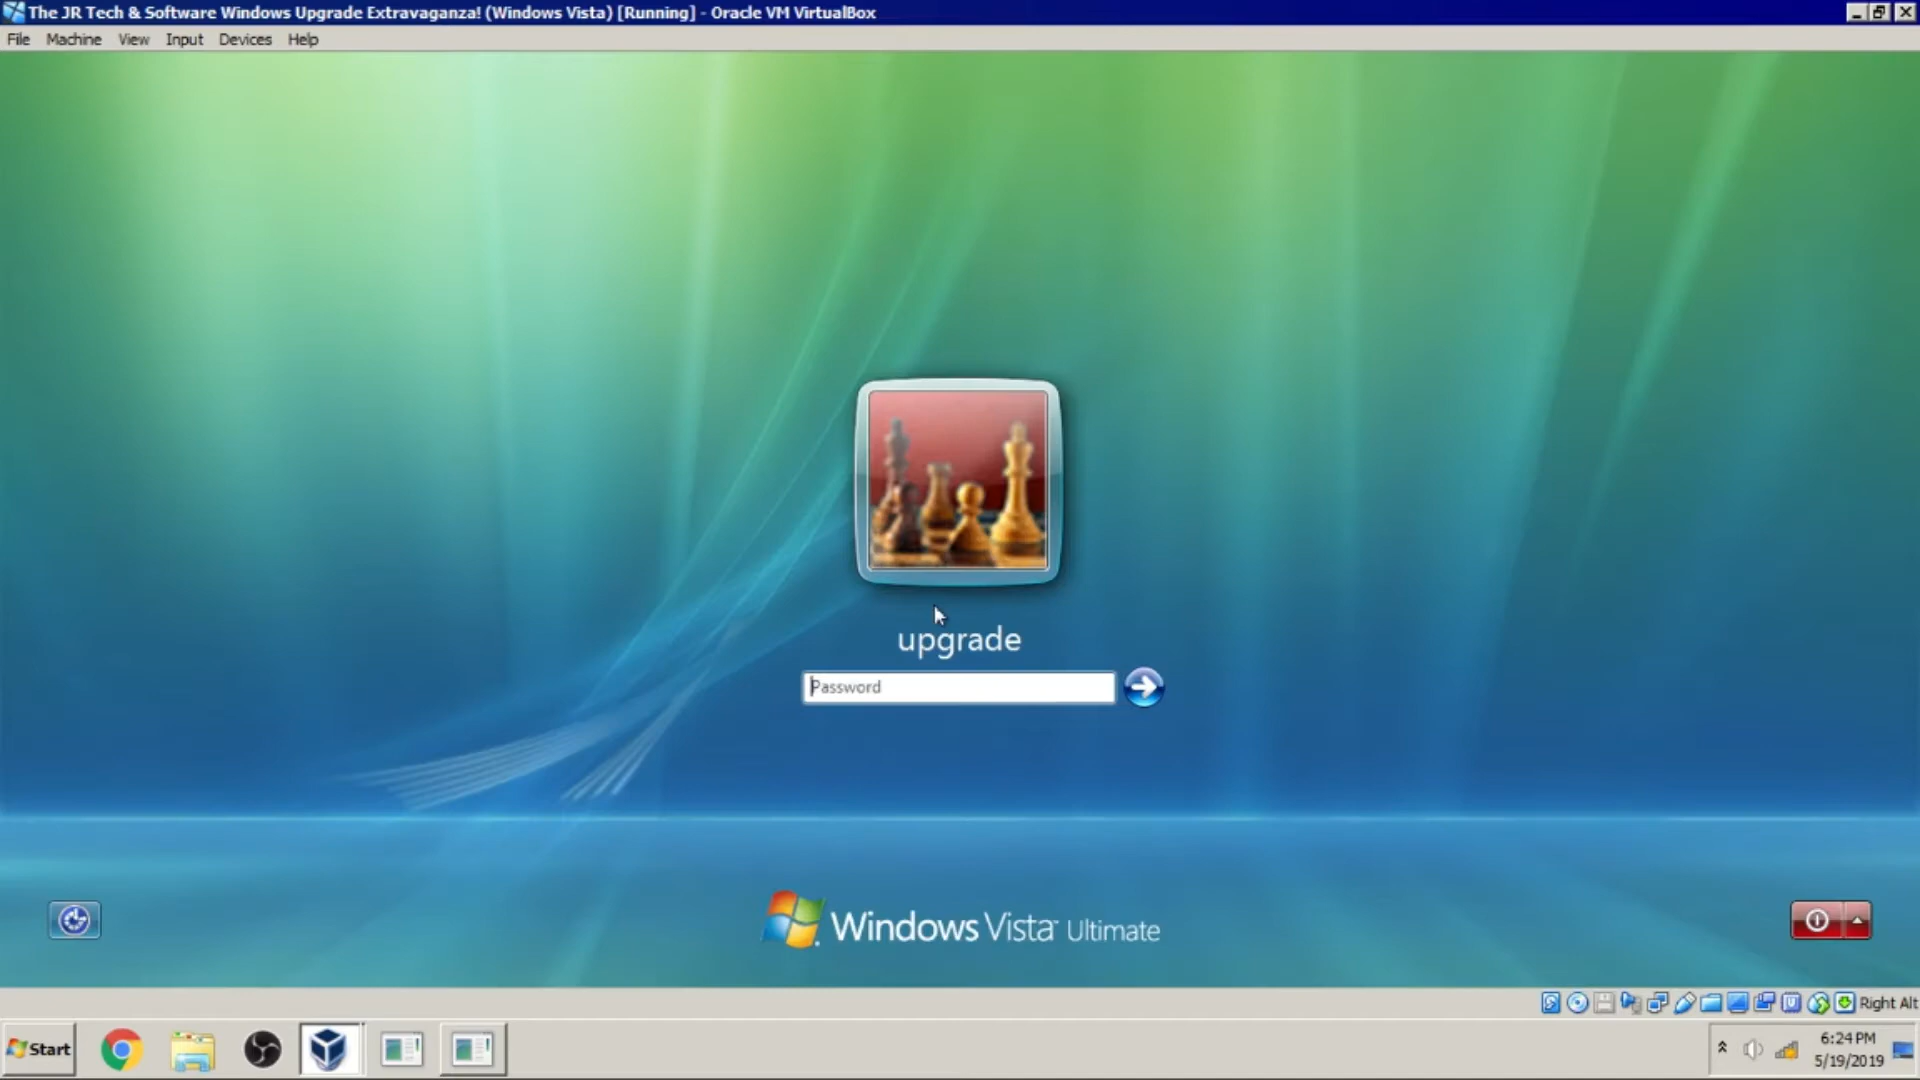 The JR Tech & Software Windows Upgrade Extravaganza! (Windows Vista) [Running] - Oracle VM VirtualBox
File Machine View Input Devices Help
upgrade
Password
Windows Vista™ Ultimate
Right Alt
Start
6:24 PM
5/19/2019